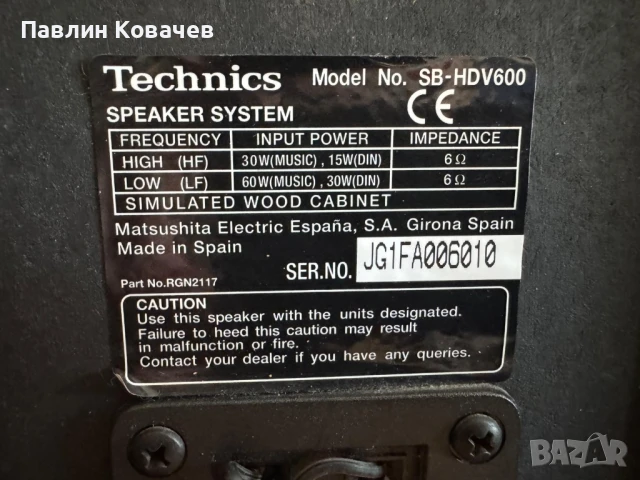 Павлин Ковачев
Technics Model No. SB-HDV600
SPEAKER SYSTEM CE
FREQUENCY INPUT POWER IMPEDANCE
HIGH (HF) 30W(MUSIC), 15W(DIN) 6Ω
LOW (LF) 60W(MUSIC), 30W(DIN) 6Ω
SIMULATED WOOD CABINET
Matsushita Electric España, S.A. Girona Spain
Made in Spain
SER.NO. JG1FA006010
Part No.RGN2117
CAUTION
Use this speaker with the units designated.
Failure to heed this caution may result
in malfunction or fire.
Contact your dealer if you have any queries.
BAZAR